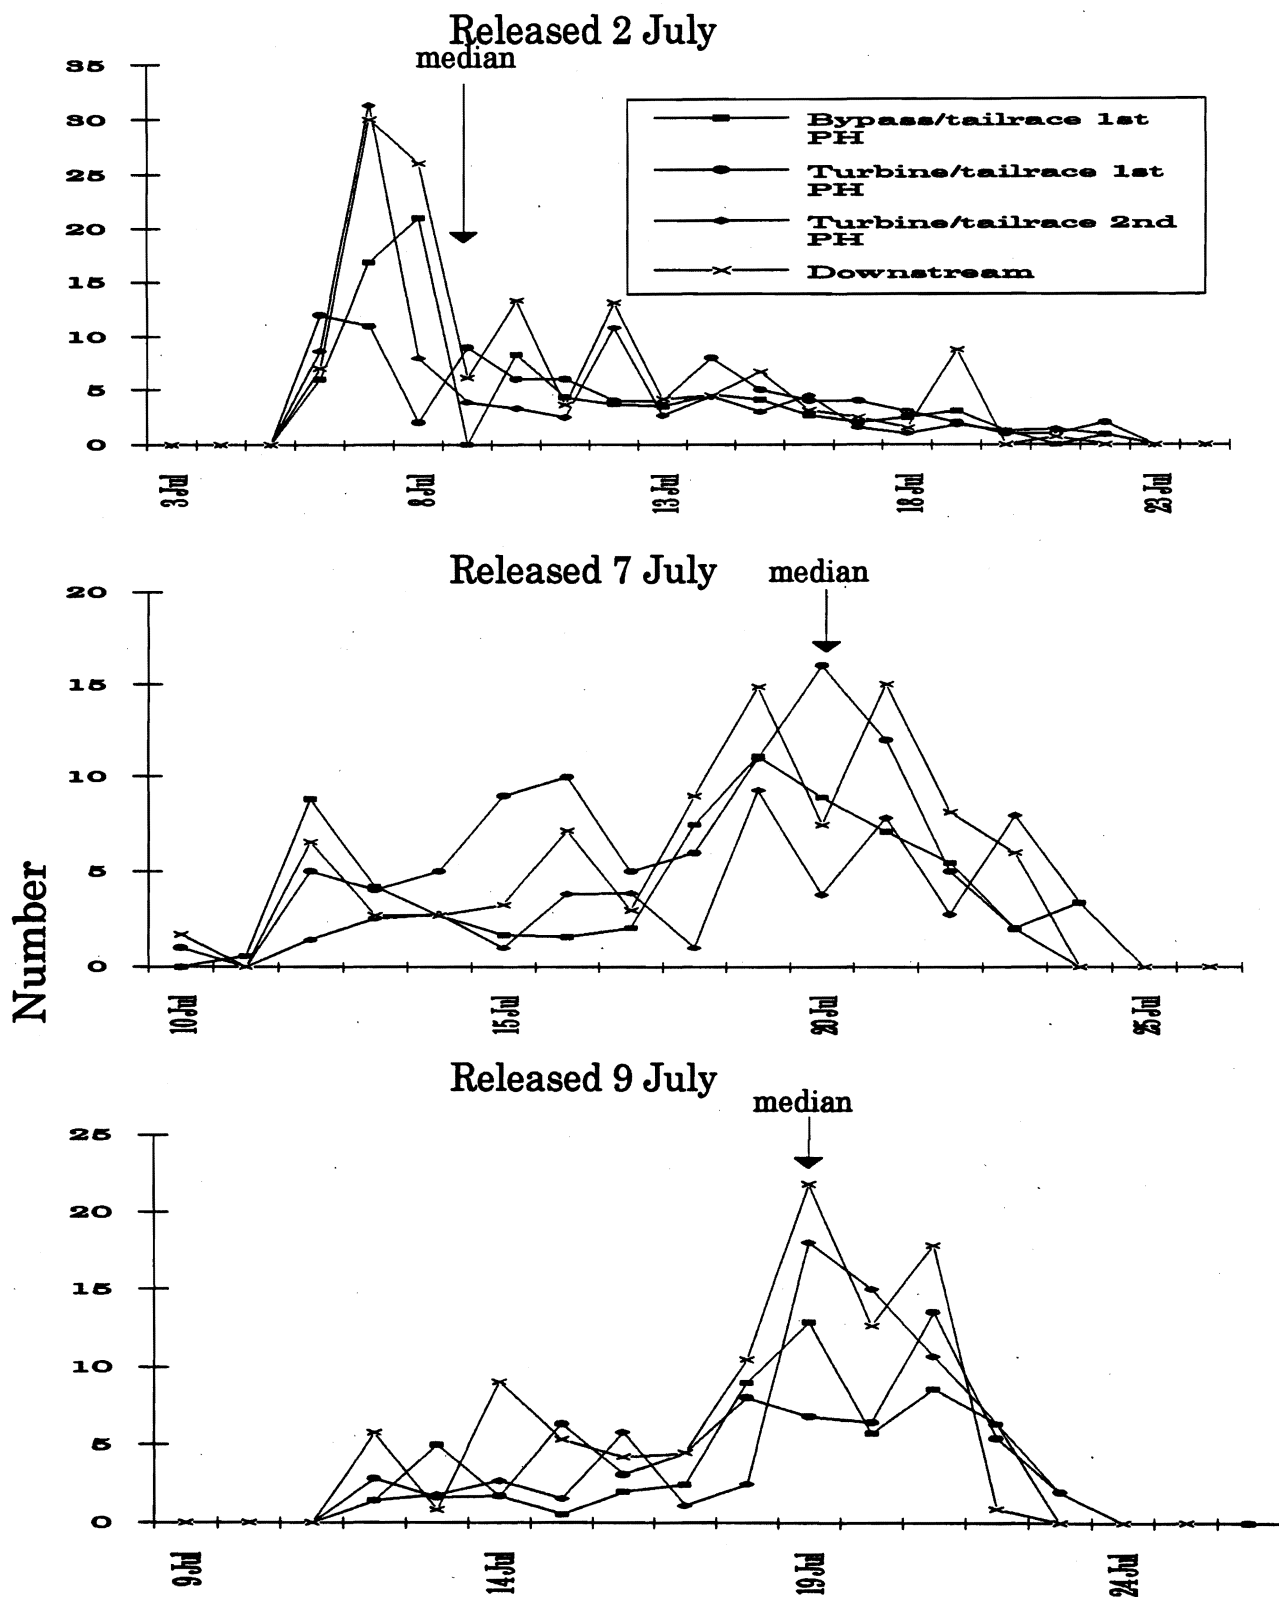 Released 2 July
median
35
30
25
20
15
10
5
0
Bypass/tailrace 1st
PH
Turbine/tailrace 1st
PH
Turbine/tailrace 2nd
PH
Downstream
3 Jul
8 Jul
13 Jul
18 Jul
23 Jul
Released 7 July
median
20
15
10
5
0
Number
10 Jul
15 Jul
20 Jul
25 Jul
Released 9 July
median
25
20
15
10
5
0
9 Jul
14 Jul
19 Jul
24 Jul